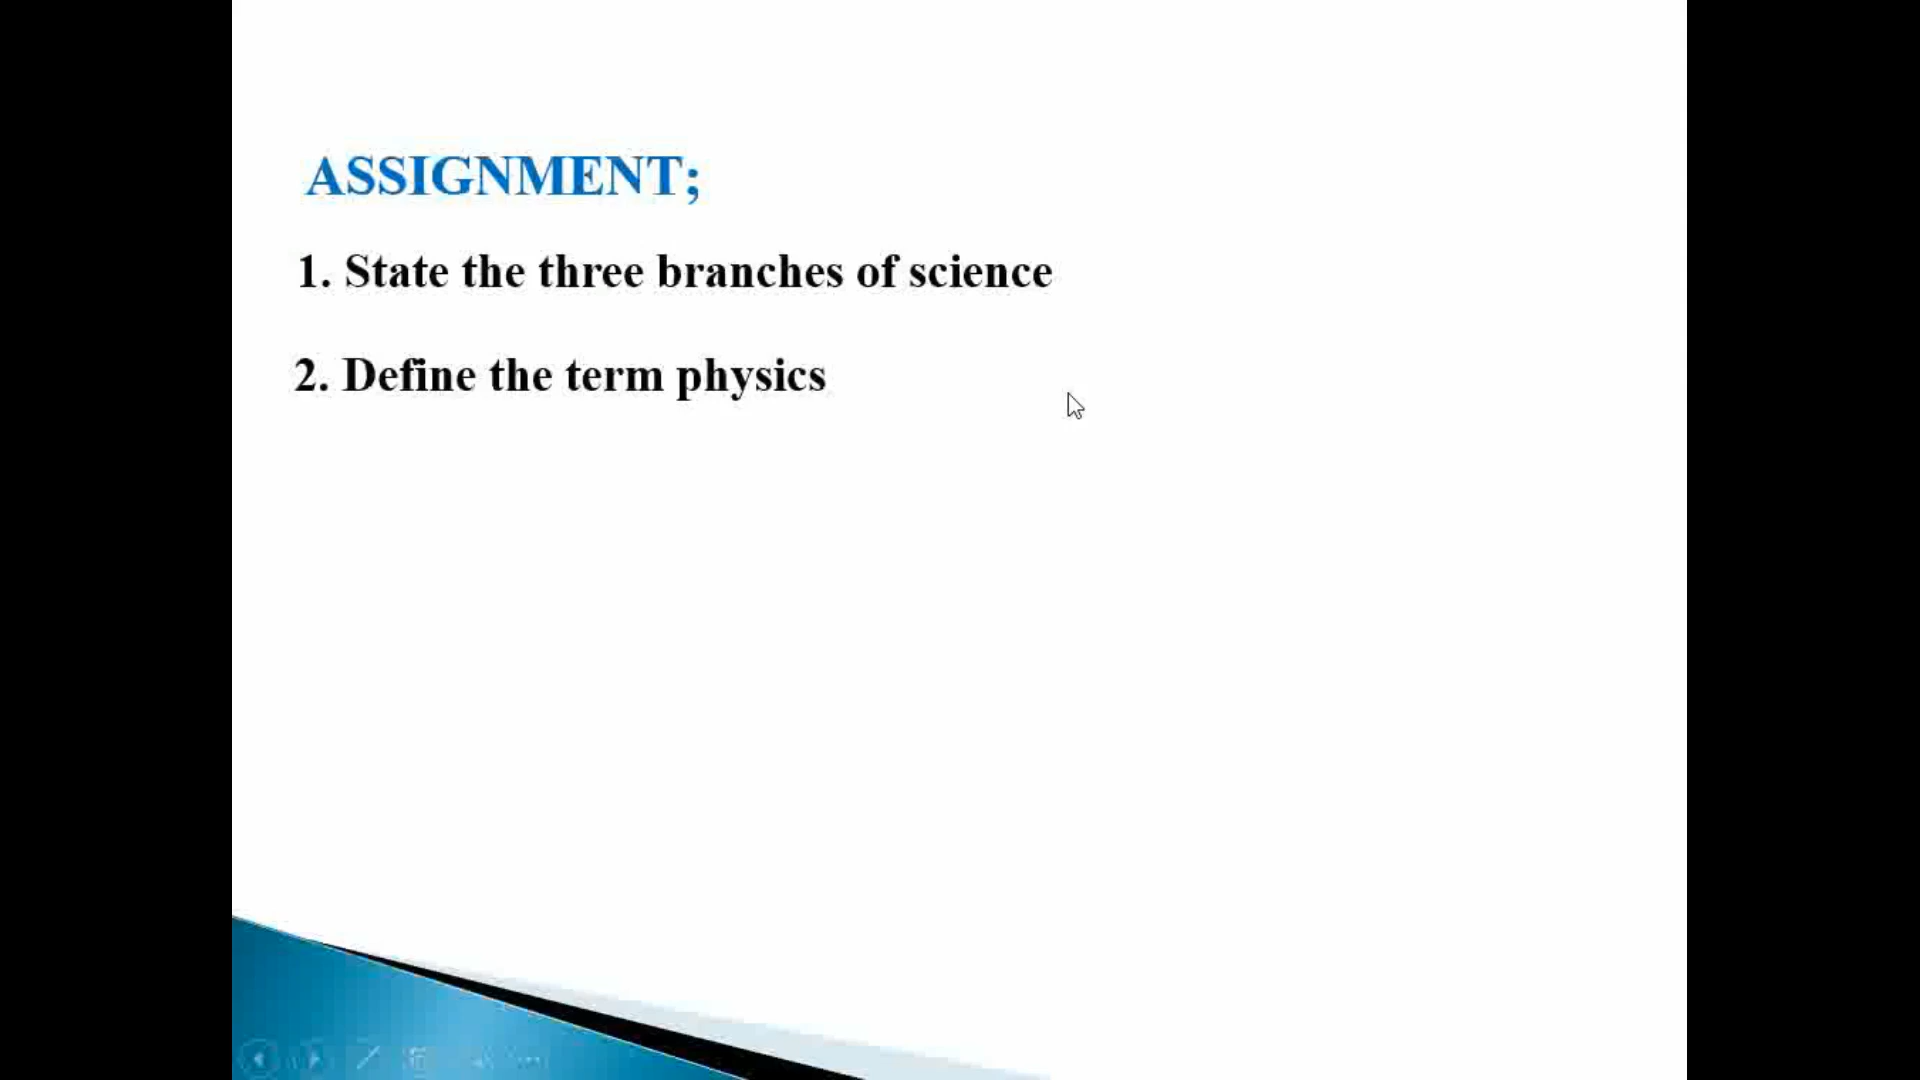 ASSIGNMENT;
1. State the three branches of science
2. Define the term physics